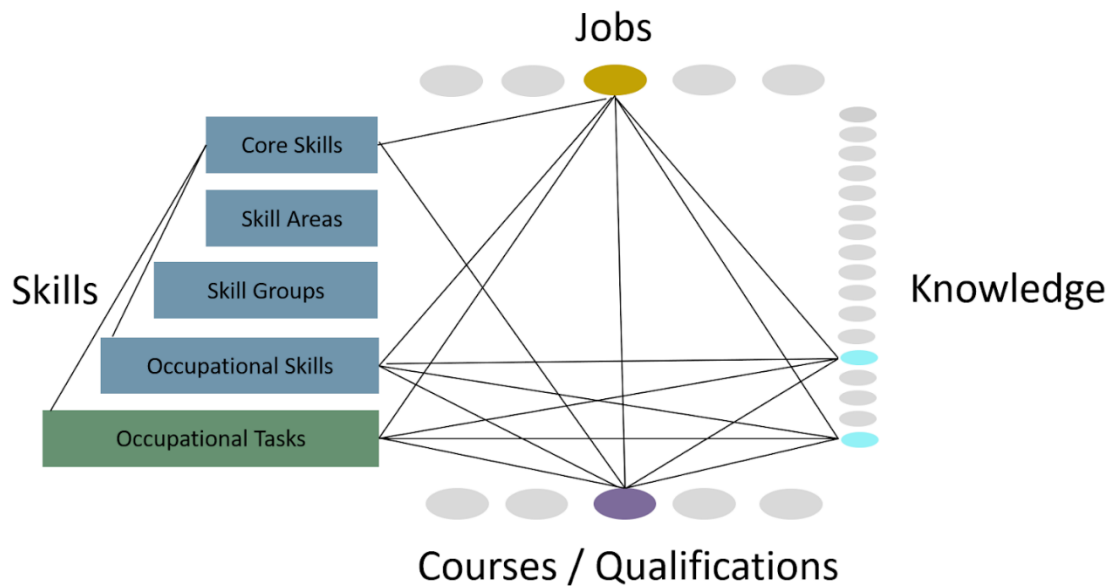 Jobs
Core Skills
Skill Areas
Skills
Skill Groups
Knowledge
Occupational Skills
Occupational Tasks
Courses / Qualifications